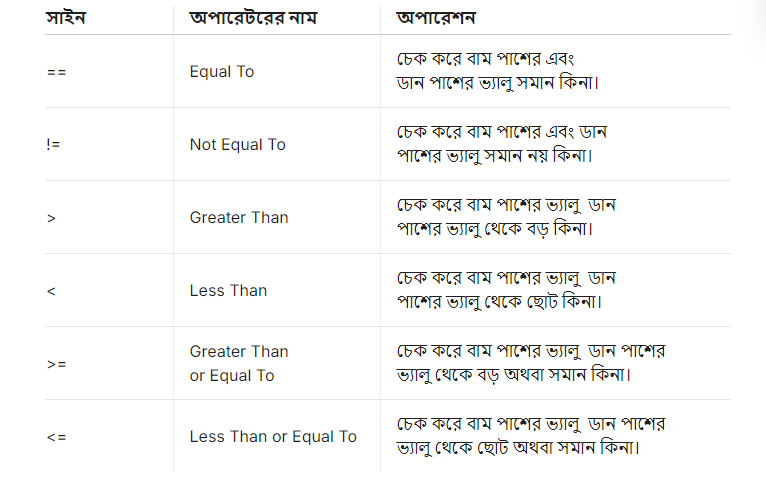 সাইন অপারেটরের নাম অপারেশন
== Equal To চেক করে বাম পাশের এবং
ডান পাশের ভ্যালু সমান কিনা।
!= Not Equal To চেক করে বাম পাশের এবং ডান
পাশের ভ্যালু সমান নয় কিনা।
> Greater Than চেক করে বাম পাশের ভ্যালু ডান
পাশের ভ্যালু থেকে বড় কিনা।
< Less Than চেক করে বাম পাশের ভ্যালু ডান
পাশের ভ্যালু থেকে ছোট কিনা।
>= Greater Than
or Equal To
চেক করে বাম পাশের ভ্যালু ডান পাশের
ভ্যালু থেকে বড় অথবা সমান কিনা।
<= Less Than or Equal To চেক করে বাম পাশের ভ্যালু ডান পাশের
ভ্যালু থেকে ছোট অথবা সমান কিনা।